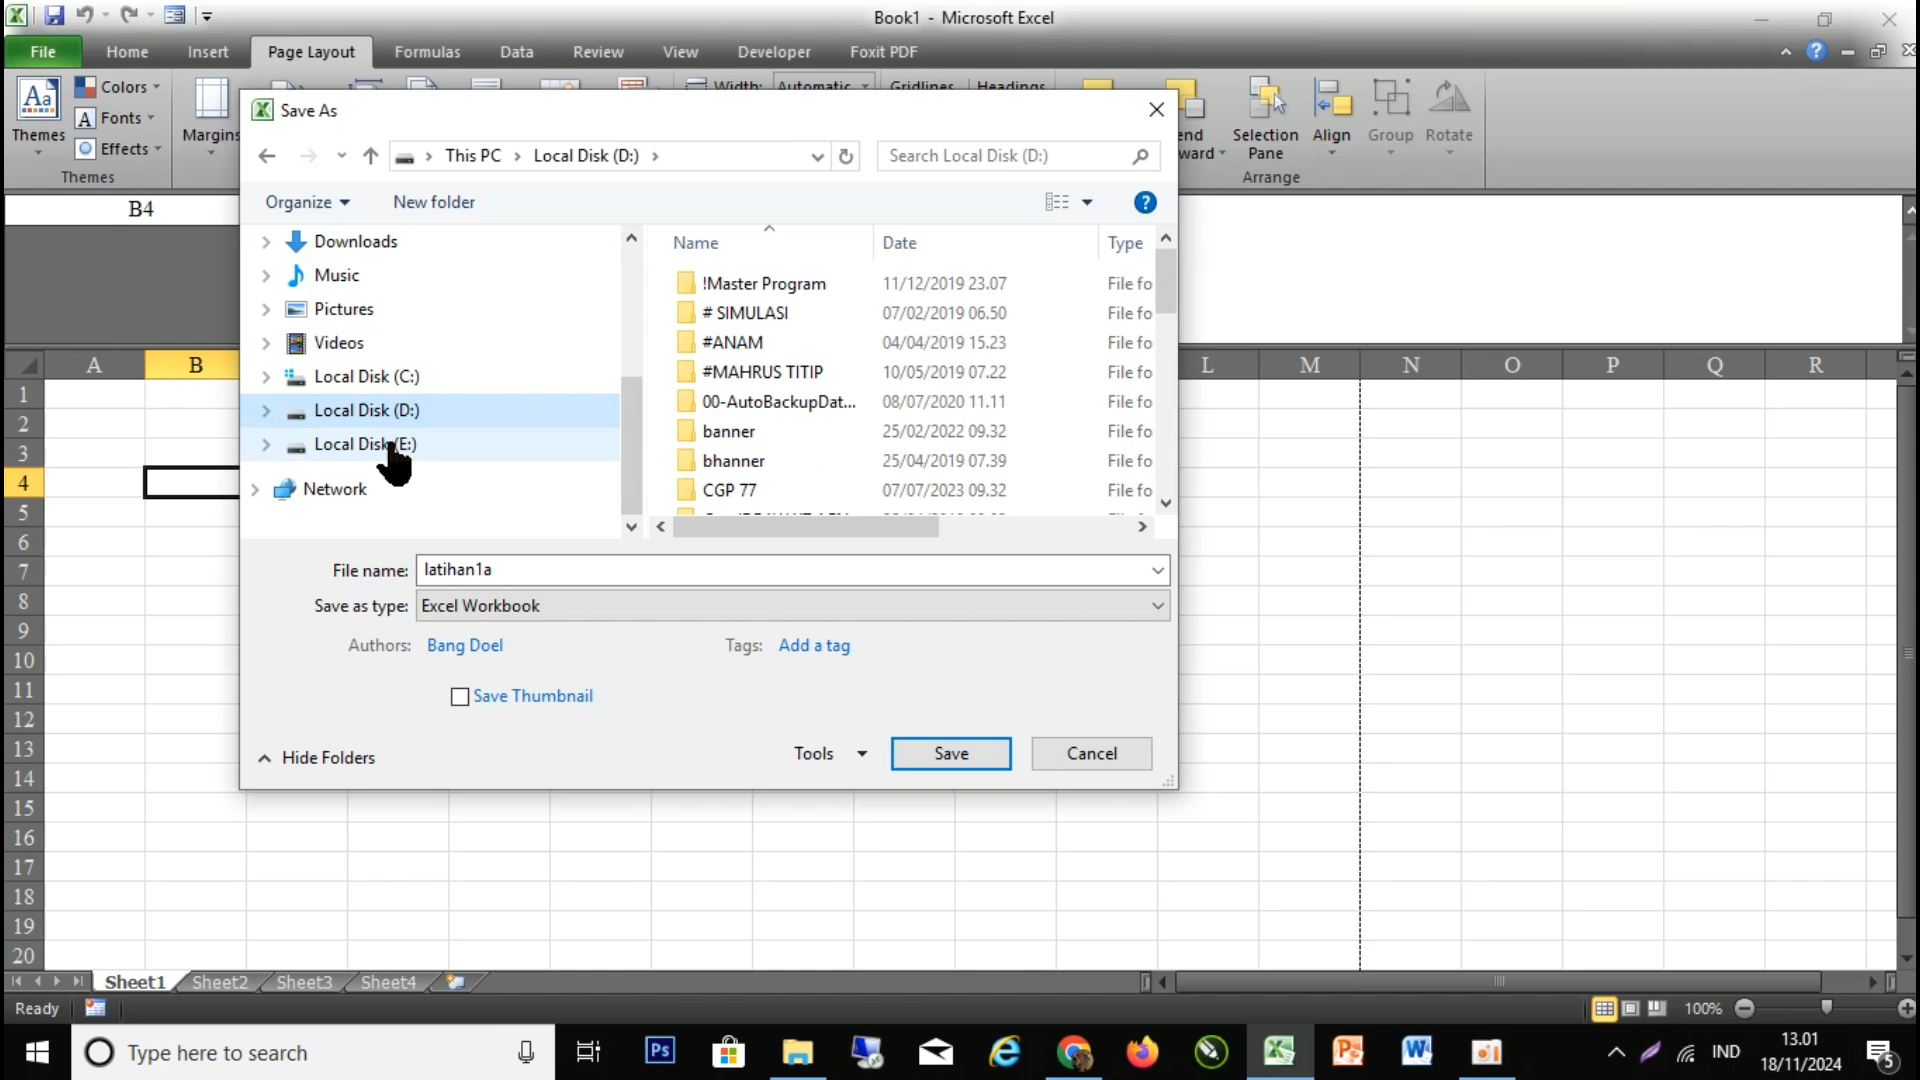 Book1 - Microsoft Excel
File Home Insert Page Layout Formulas Data Review View Developer Foxit PDF
Themes
Colors
Fonts
Effects
Themes
Margins
Width: Automatic
Gridlines
Headings
Selection Pane
Align
Group
Rotate
Arrange
B4
Save As
This PC > Local Disk (D:) >
Search Local Disk (D:)
Organize
New folder
Downloads
Music
Pictures
Videos
Local Disk (C:)
Local Disk (D:)
Local Disk (E:)
Network
Name Date Type
!Master Program 11/12/2019 23.07 File fo
# SIMULASI 07/02/2019 06.50 File fo
#ANAM 04/04/2019 15.23 File fo
#MAHRUS TITIP 10/05/2019 07.22 File fo
00-AutoBackupDat... 08/07/2020 11.11 File fo
banner 25/02/2022 09.32 File fo
bhanner 25/04/2019 07.39 File fo
CGP 77 07/07/2023 09.32 File fo
File name: latihan1a
Save as type: Excel Workbook
Authors: Bang Doel
Tags: Add a tag
Save Thumbnail
Hide Folders
Tools
Save
Cancel
A B L M N O P Q R
1
2
3
4
5
6
7
8
9
10
11
12
13
14
15
16
17
18
19
20
Sheet1 Sheet2 Sheet3 Sheet4
Ready
100%
Type here to search
IND
13.01
18/11/2024
5